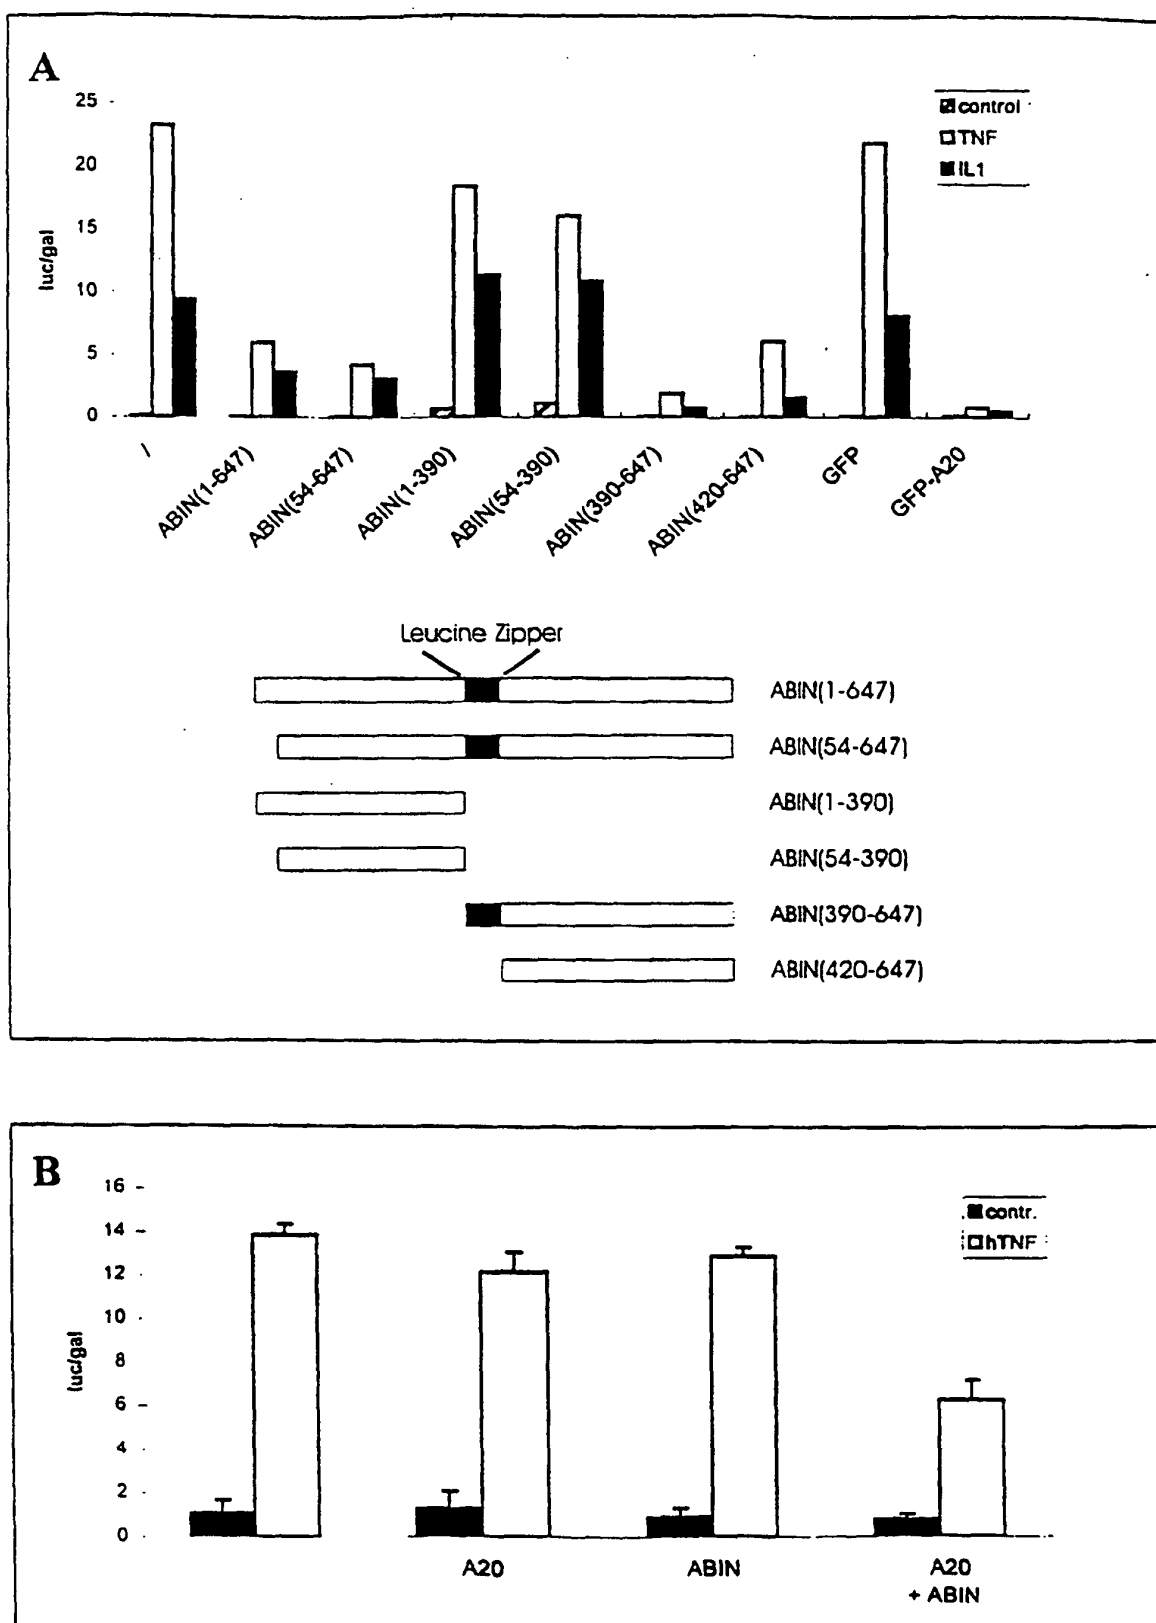 A
25
20
15
10
5
0
luc/gal
control
TNF
IL1
ABIN(1-647)
ABIN(54-647)
ABIN(1-390)
ABIN(54-390)
ABIN(390-647)
ABIN(420-647)
GFP
GFP-A20
Leucine Zipper
ABIN(1-647)
ABIN(54-647)
ABIN(1-390)
ABIN(54-390)
ABIN(390-647)
ABIN(420-647)
B
16
14
12
10
8
6
4
2
0
luc/gal
contr.
hTNF
A20
ABIN
A20
+ ABIN